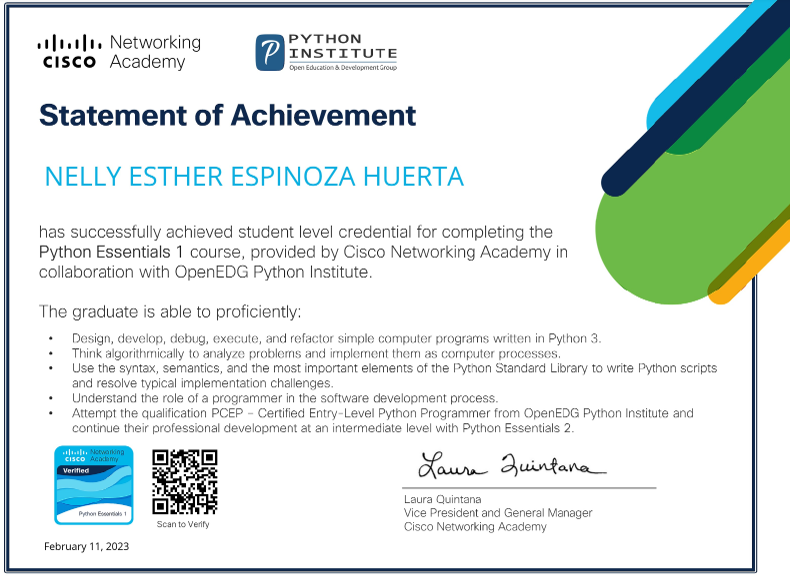 CISCO Networking Academy
PYTHON INSTITUTE
Open Education & Development Group
Statement of Achievement
NELLY ESTHER ESPINOZA HUERTA
has successfully achieved student level credential for completing the
Python Essentials 1 course, provided by Cisco Networking Academy in
collaboration with OpenEDG Python Institute.
The graduate is able to proficiently:
• Design, develop, debug, execute, and refactor simple computer programs written in Python 3.
• Think algorithmically to analyze problems and implement them as computer processes.
• Use the syntax, semantics, and the most important elements of the Python Standard Library to write Python scripts
and resolve typical implementation challenges.
• Understand the role of a programmer in the software development process.
• Attempt the qualification PCEP – Certified Entry-Level Python Programmer from OpenEDG Python Institute and
continue their professional development at an intermediate level with Python Essentials 2.
CISCO Networking Academy
Verified
Python Essentials 1
Scan to Verify
Laura Quintana
Laura Quintana
Vice President and General Manager
Cisco Networking Academy
February 11, 2023